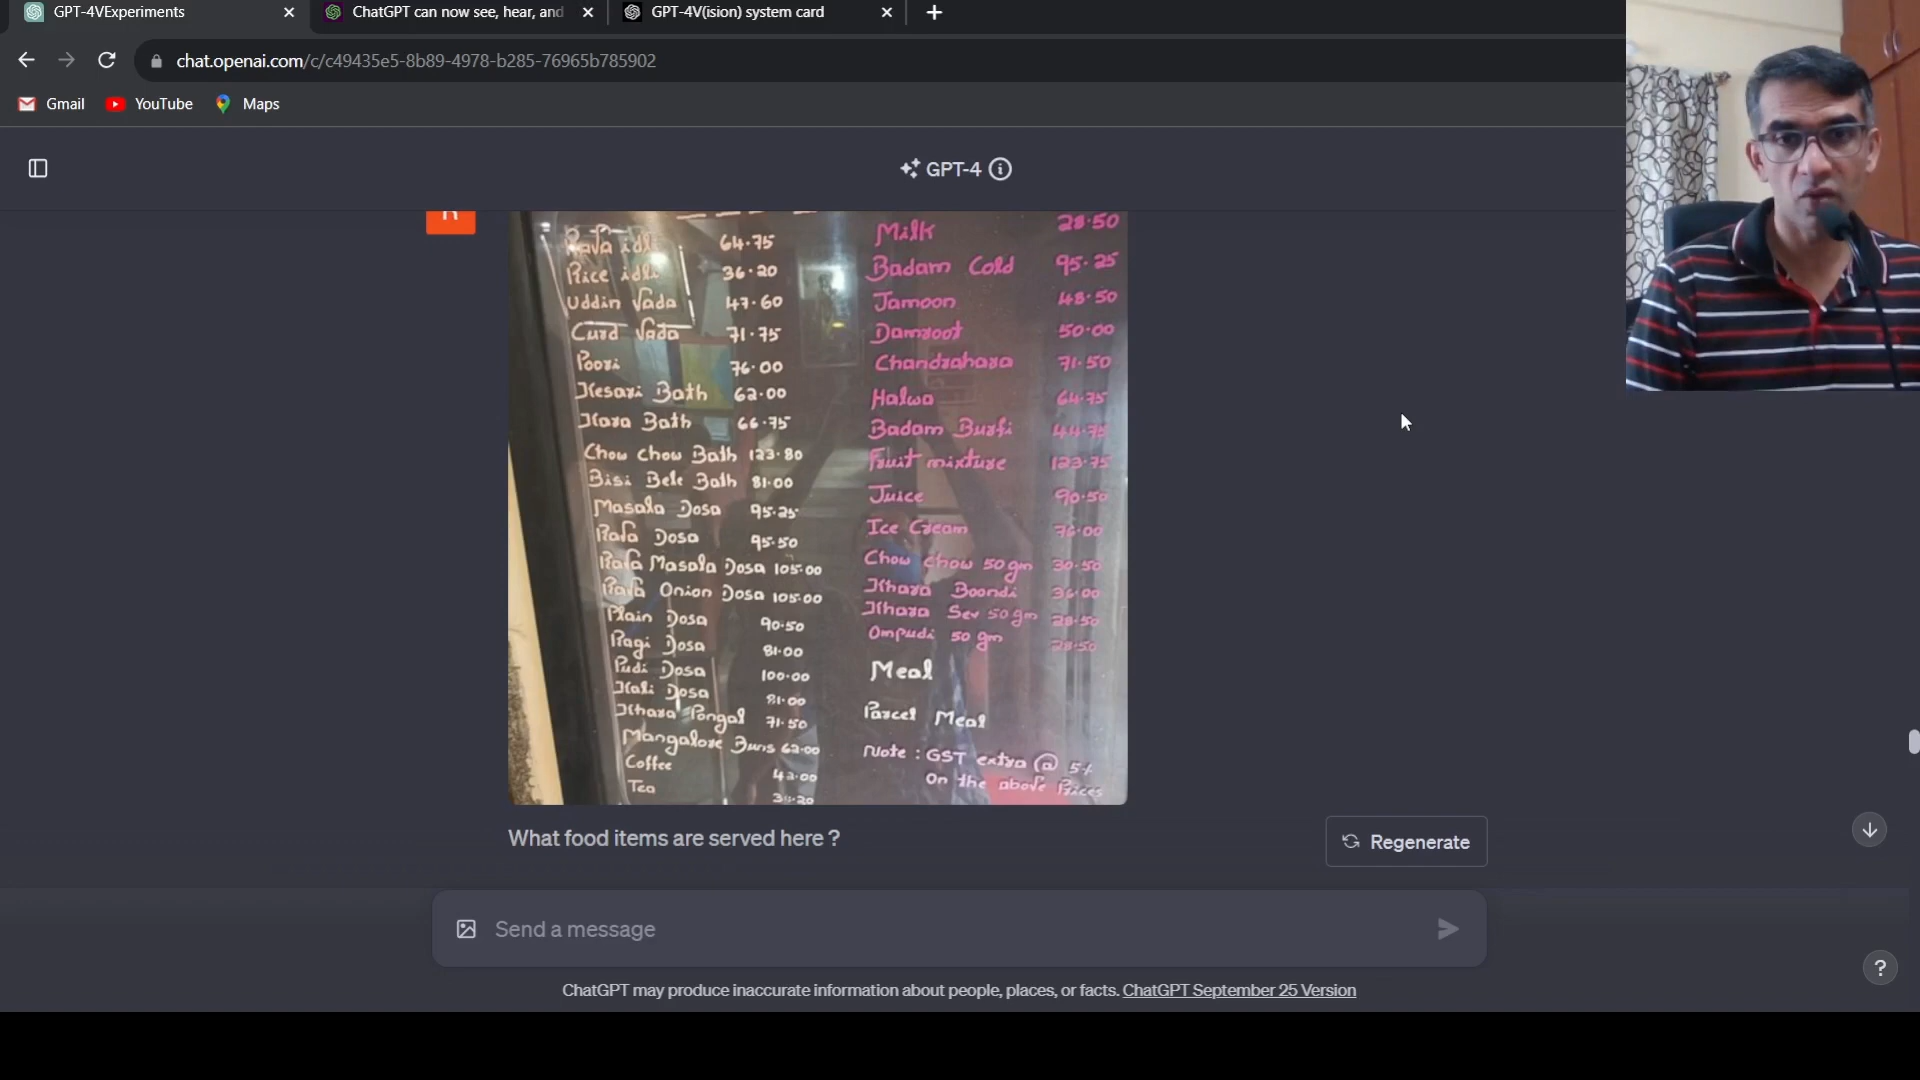 GPT-4VExperiments
ChatGPT can now see, hear, and
GPT-4V(ision) system card
chat.openai.com/c/c49435e5-8b89-4978-b285-76965b785902
Gmail
YouTube
Maps
GPT-4
Rava idli 64.75
Rice idli 36.20
Uddin Vada 47.60
Curd Vada 71.75
Poori 76.00
Kesari Bath 62.00
Kara Bath 66.75
Chow Chow Bath 123.80
Bisi Bele Bath 81.00
Masala Dosa 95.25
Rava Dosa 95.50
Rava Masala Dosa 105.00
Rava Onion Dosa 105.00
Plain Dosa 90.50
Ragi Dosa 81.00
Pudi Dosa 100.00
Kali Dosa 81.00
Khara Pongal 71.50
Mangalore Buns 62.00
Coffee 42.00
Tea
Milk 28.50
Badam Cold 95.25
Jamoon 48.50
Damroot 50.00
Chandrahara 71.50
Halwa 64.75
Badam Burfi 44.75
Fruit mixture 123.75
Juice 90.50
Ice Cream 76.00
Chow Chow 50 gm 30.50
Khara Boondi 36.00
Khara Sev 50 gm 28.50
Ompudi 50 gm 28.50
Meal
Parcel Meal
Note : GST extra @ 5%
On the above Prices
What food items are served here ?
Regenerate
Send a message
?
ChatGPT may produce inaccurate information about people, places, or facts. ChatGPT September 25 Version